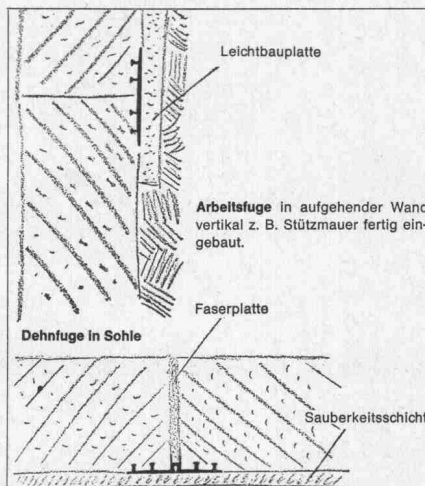 Leichtbauplatte
Arbeitsfuge in aufgehender Wand
vertikal z. B. Stützmauer fertig ein-
gebaut.
Faserplatte
Dehnfuge in Sohle
Sauberkeitsschicht